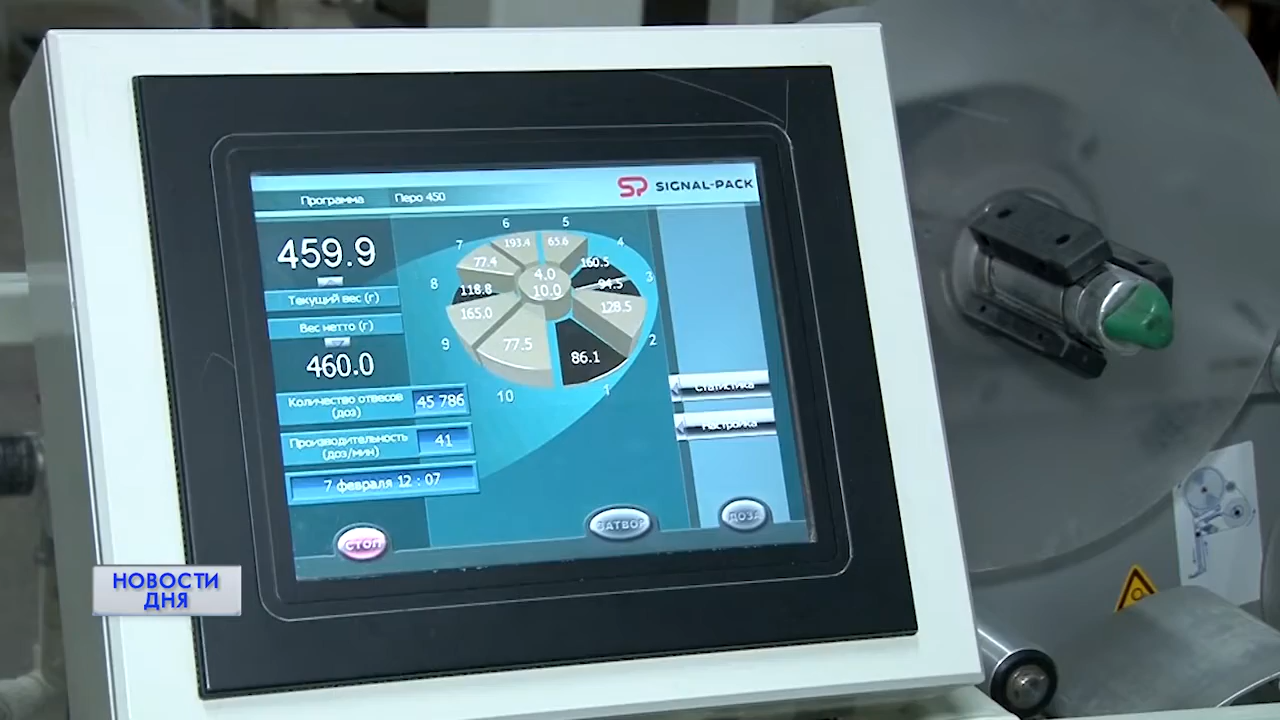 SP SIGNAL-PACK
Программа Перо 450
459.9
Текущий вес (г)
Вес нетто (г)
460.0
Количество отвесов
(доз)
45 786
Производительность
(доз/мин)
41
7 февраля 12 : 07
6
5
7
4
8
3
9
2
10
1
193.4
65.6
77.4
160.5
118.8
94.5
165.0
128.5
77.5
86.1
4.0
10.0
Статистика
Настройка
СТОП
ЗАТВОР
ДОЗА
НОВОСТИ
ДНЯ